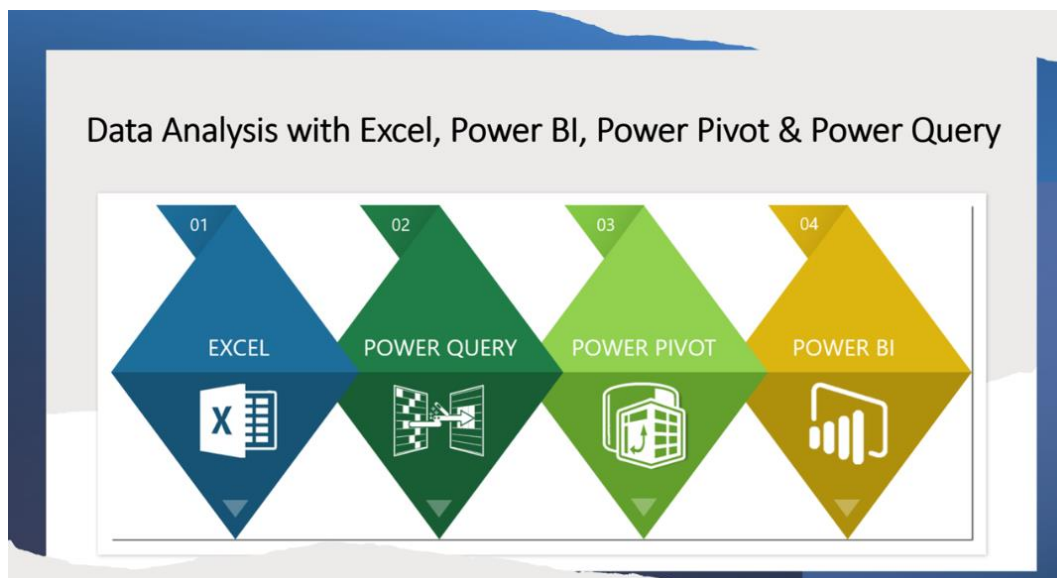 Data Analysis with Excel, Power BI, Power Pivot & Power Query
01
02
03
04
EXCEL
POWER QUERY
POWER PIVOT
POWER BI
X